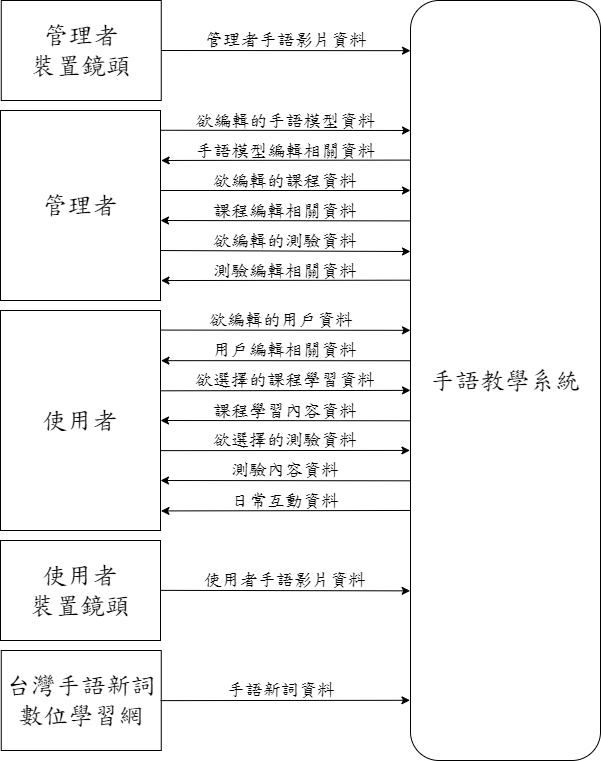 管理者
裝置鏡頭
管理者手語影片資料
管理者
欲編輯的手語模型資料
手語模型編輯相關資料
欲編輯的課程資料
課程編輯相關資料
欲編輯的測驗資料
測驗編輯相關資料
使用者
欲編輯的用戶資料
用戶編輯相關資料
欲選擇的課程學習資料
課程學習內容資料
欲選擇的測驗資料
測驗內容資料
日常互動資料
手語教學系統
使用者
裝置鏡頭
使用者手語影片資料
台灣手語新詞
數位學習網
手語新詞資料